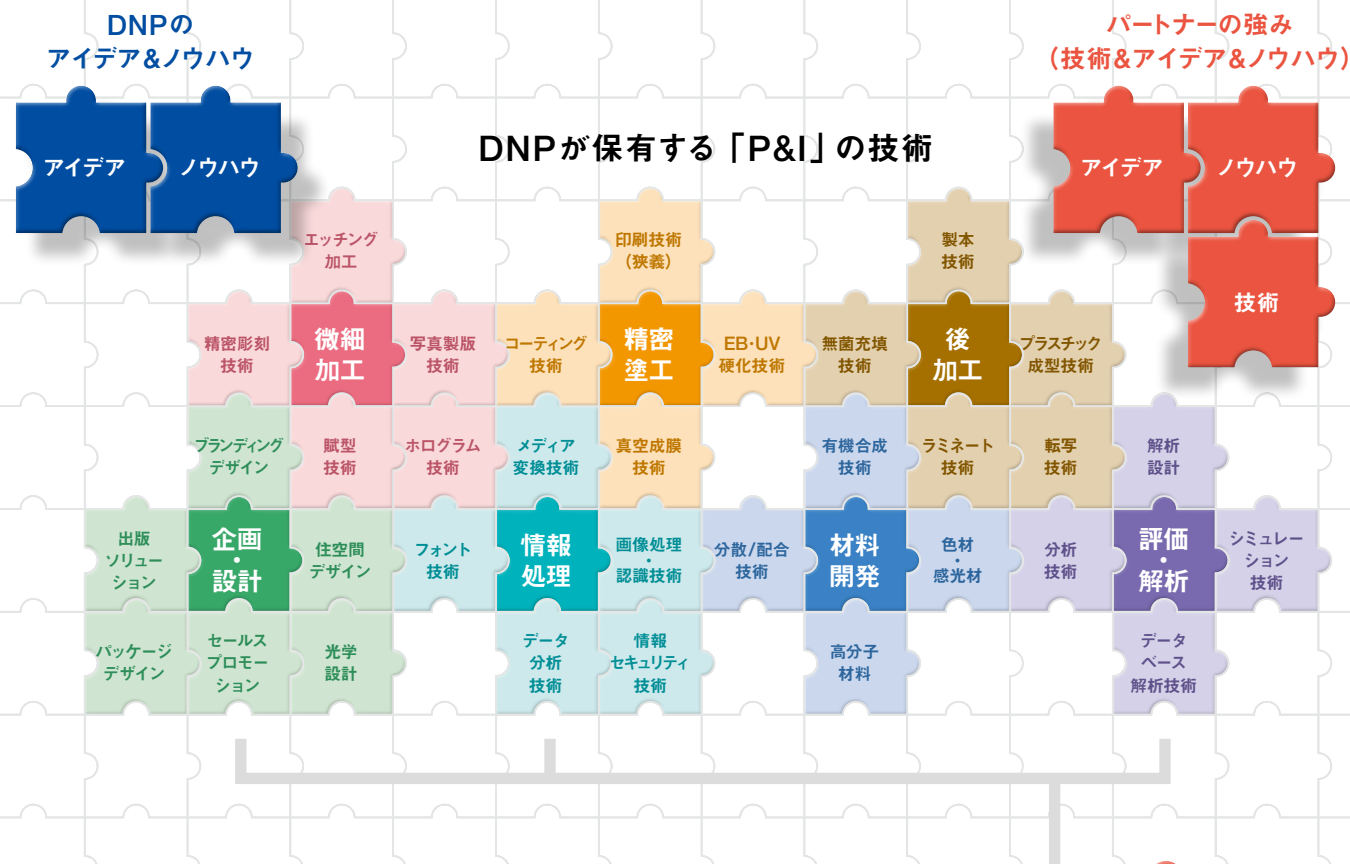 DNPの
アイデア&ノウハウ
パートナーの強み
（技術&アイデア&ノウハウ）
アイデア
ノウハウ
DNPが保有する「P&I」の技術
アイデア
ノウハウ
技術
エッチング
加工
印刷技術
（狭義）
製本
技術
精密彫刻
技術
微細
加工
写真製版
技術
コーティング
技術
精密
塗工
EB・UV
硬化技術
無菌充填
技術
後
加工
プラスチック
成型技術
ブランディング
デザイン
賦型
技術
ホログラム
技術
メディア
変換技術
真空成膜
技術
有機合成
技術
ラミネート
技術
転写
技術
解析
設計
出版
ソリュー
ション
企画
・
設計
住空間
デザイン
フォント
技術
情報
処理
画像処理
・
認識技術
分散/配合
技術
材料
開発
色材
・
感光材
分析
技術
評価
・
解析
シミュレー
ション
技術
パッケージ
デザイン
セールス
プロモー
ション
光学
設計
データ
分析
技術
情報
セキュリティ
技術
高分子
材料
データ
ベース
解析技術